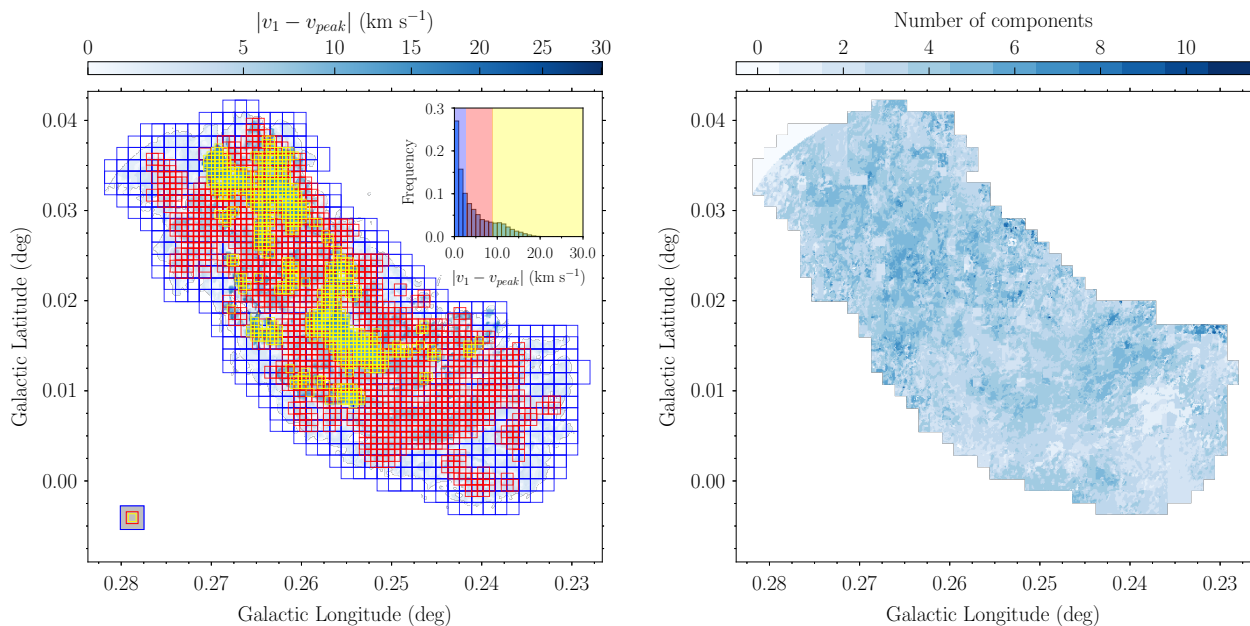 |v₁ − v_peak| (km s⁻¹)
0 5 10 15 20 25 30
0.04
0.03
0.02
0.01
0.00
Galactic Latitude (deg)
0.28 0.27 0.26 0.25 0.24 0.23
Galactic Longitude (deg)
0.3
0.2
0.1
0.0
Frequency
0.0 10.0 20.0 30.0
|v₁ − v_peak| (km s⁻¹)
Number of components
0 2 4 6 8 10
0.04
0.03
0.02
0.01
0.00
Galactic Latitude (deg)
0.28 0.27 0.26 0.25 0.24 0.23
Galactic Longitude (deg)